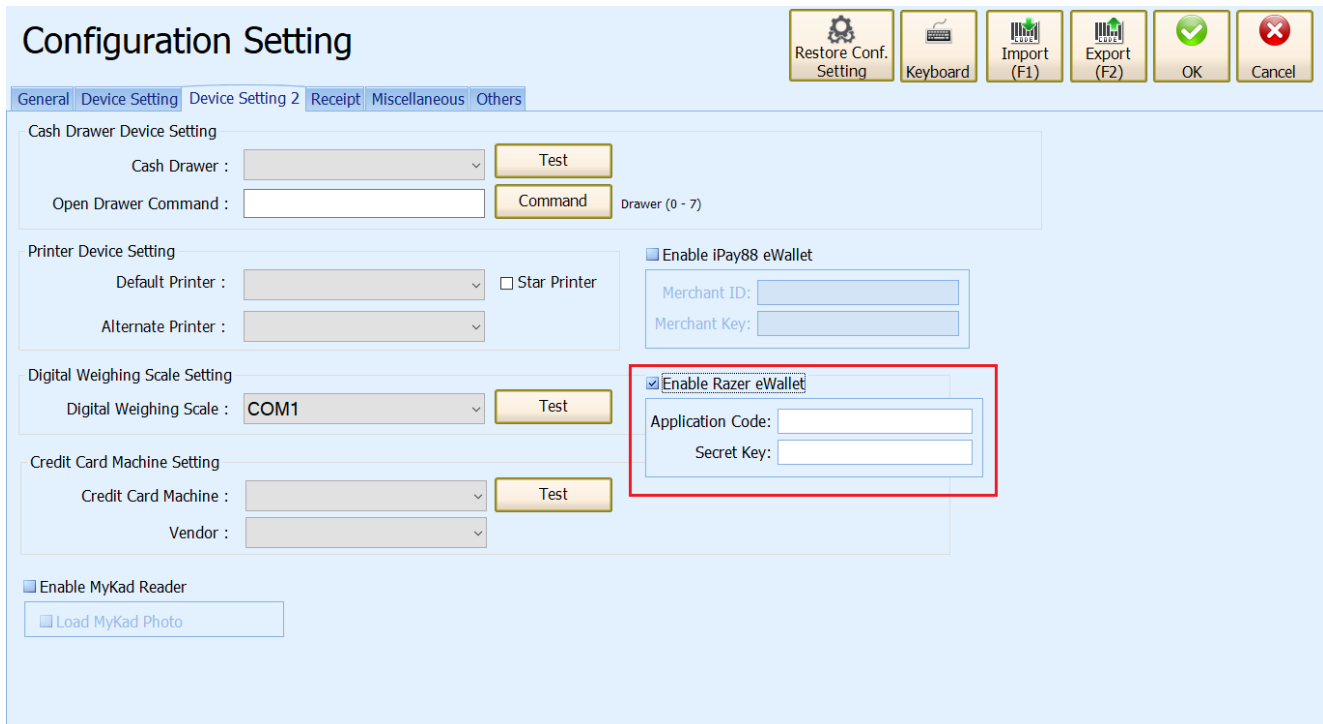 Configuration Setting
Restore Conf.
Setting
Keyboard
Import
(F1)
Export
(F2)
OK
Cancel
General Device Setting Device Setting 2 Receipt Miscellaneous Others
Cash Drawer Device Setting
Cash Drawer :
Test
Open Drawer Command :
Command
Drawer (0 - 7)
Printer Device Setting
Default Printer :
Star Printer
Alternate Printer :
Enable iPay88 eWallet
Merchant ID:
Merchant Key:
Digital Weighing Scale Setting
Digital Weighing Scale : COM1
Test
Enable Razer eWallet
Application Code:
Secret Key:
Credit Card Machine Setting
Credit Card Machine :
Test
Vendor :
Enable MyKad Reader
Load MyKad Photo